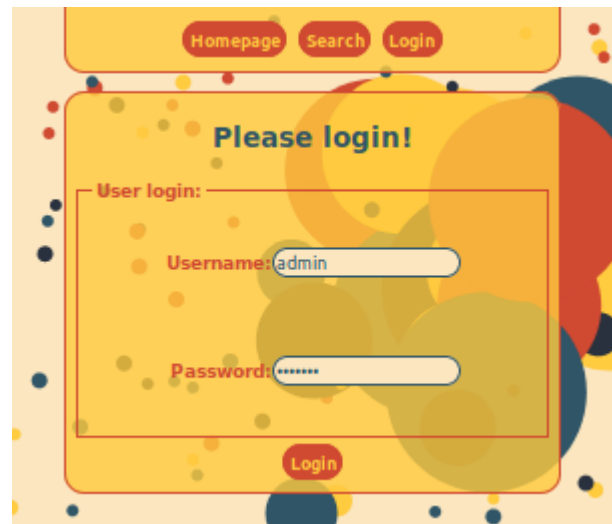 Homepage Search Login
Please login!
User login:
Username: admin
Password: •••••••
Login